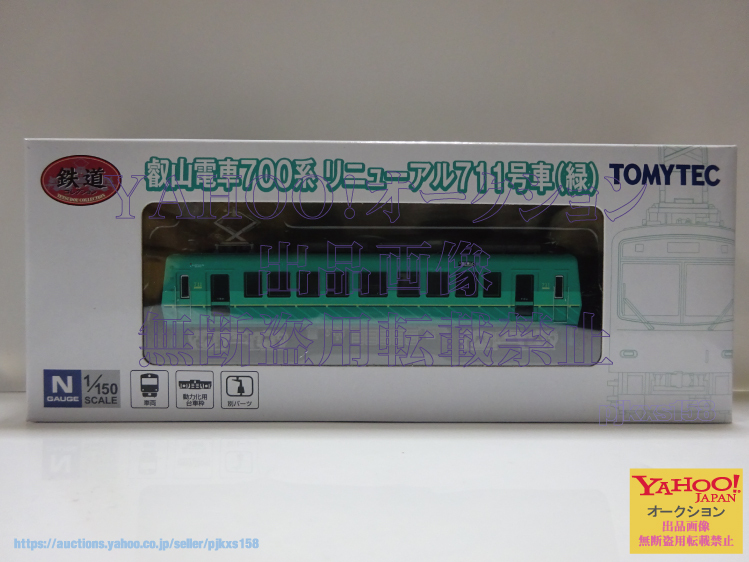 鉄道
叡山電車700系 リニューアル711号車(緑)
TOMYTEC
YAHOO!オークション
出品画像
無断盗用転載禁止
N
GAUGE
1/150
SCALE
車両
動力化用
台車枠
別パーツ
YAHOO!
JAPAN
オークション
出品画像
無断盗用転載禁止
https://auctions.yahoo.co.jp/seller/pjkxs158